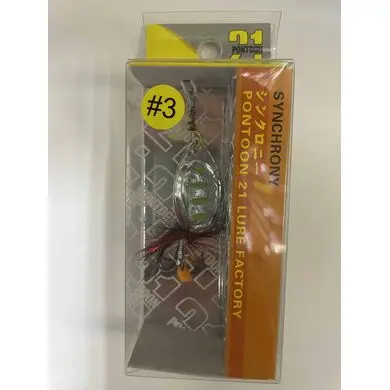 21
PONTOON
#3
SYNCHRONY
シンクロニー
PONTOON 21 LURE FACTORY